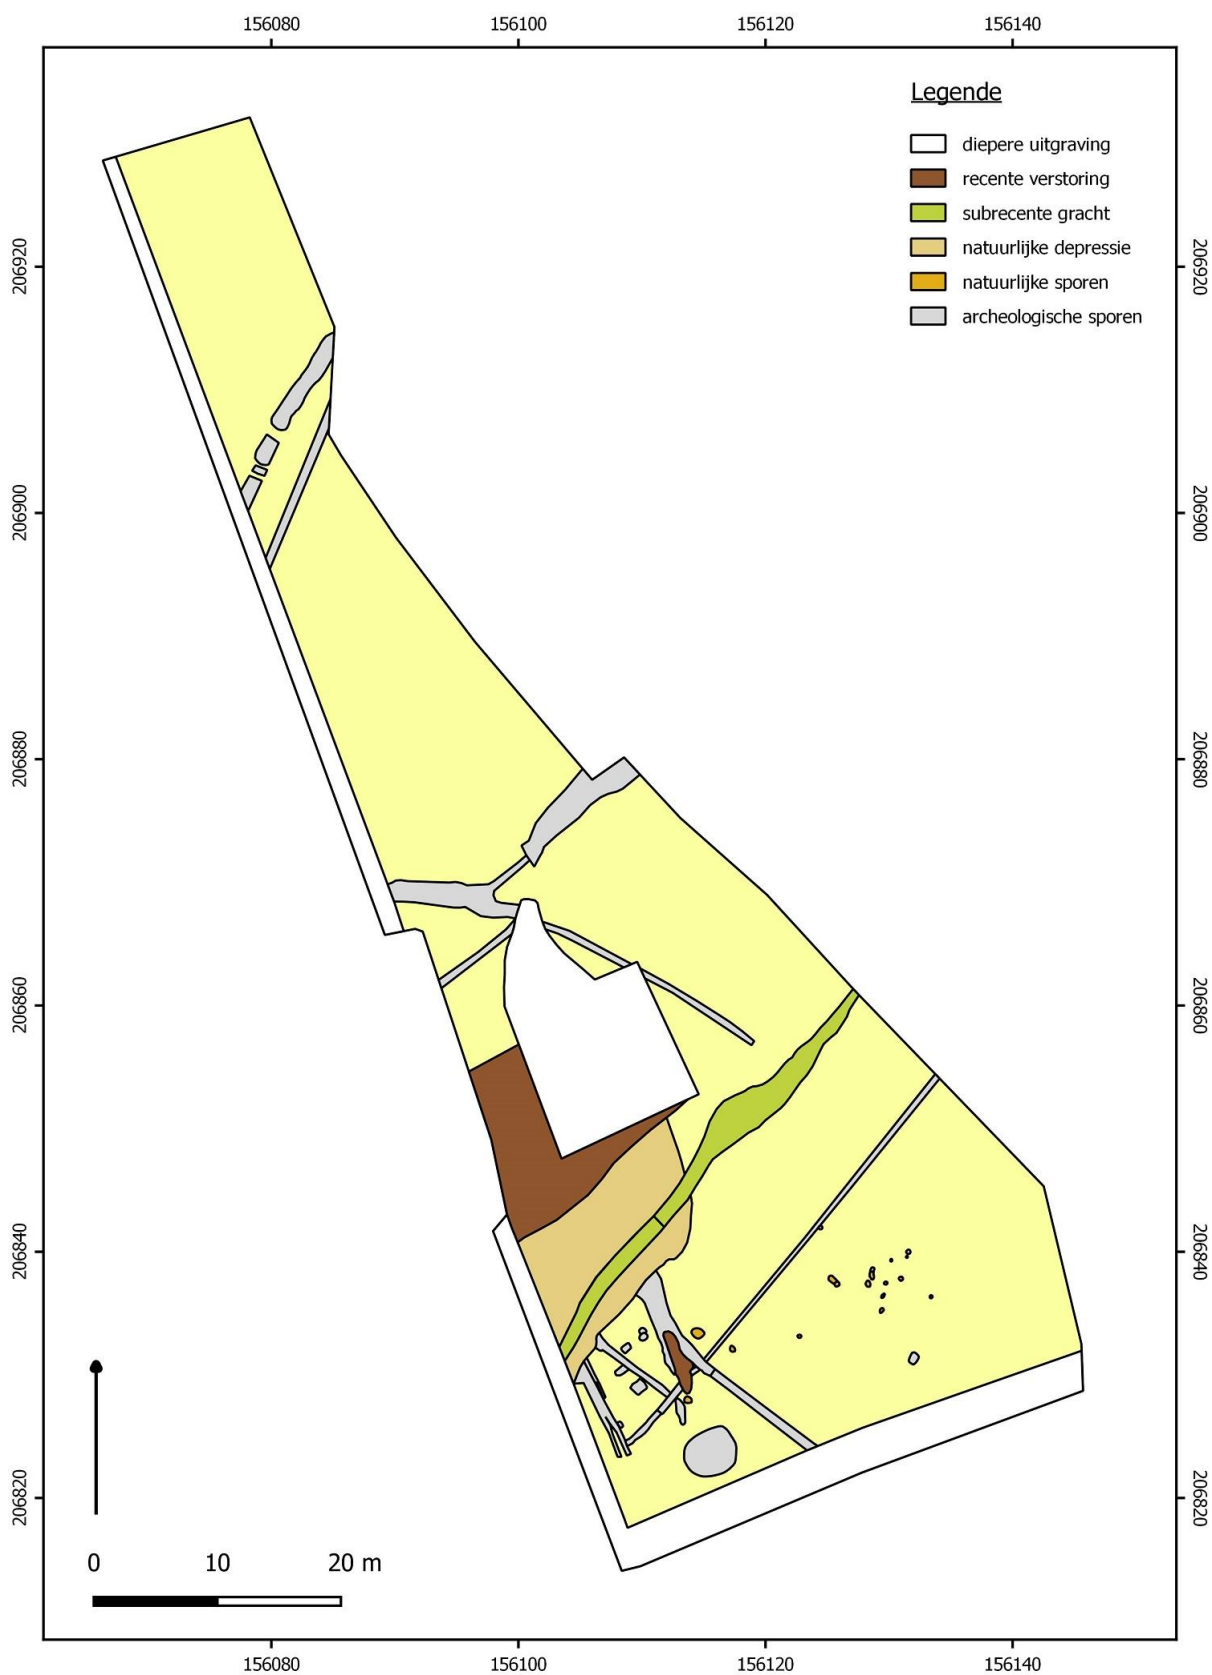 156080 156100 156120 156140
Legende
diepere uitgraving
recente verstoring
subrecente gracht
natuurlijke depressie
natuurlijke sporen
archeologische sporen
206920 206920
206900 206900
206880 206880
206860 206860
206840 206840
206820 206820
0 10 20 m
156080 156100 156120 156140